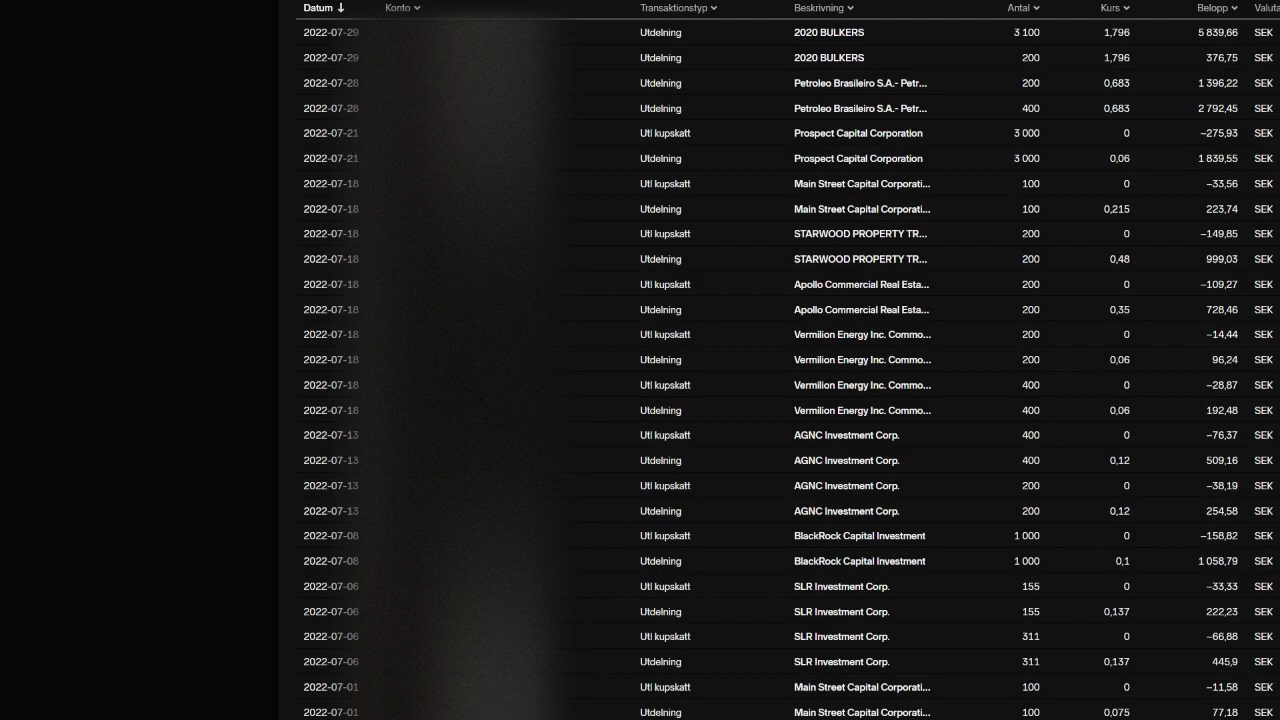 Datum Konto Transaktionstyp Beskrivning Antal Kurs Belopp Valuta
2022-07-29 Utdelning 2020 BULKERS 3 100 1,796 5 839,66 SEK
2022-07-29 Utdelning 2020 BULKERS 200 1,796 376,75 SEK
2022-07-28 Utdelning Petroleo Brasileiro S.A.- Petr... 200 0,683 1 396,22 SEK
2022-07-28 Utdelning Petroleo Brasileiro S.A.- Petr... 400 0,683 2 792,45 SEK
2022-07-21 Utl kupskatt Prospect Capital Corporation 3 000 0 −275,93 SEK
2022-07-21 Utdelning Prospect Capital Corporation 3 000 0,06 1 839,55 SEK
2022-07-18 Utl kupskatt Main Street Capital Corporati... 100 0 −33,56 SEK
2022-07-18 Utdelning Main Street Capital Corporati... 100 0,215 223,74 SEK
2022-07-18 Utl kupskatt STARWOOD PROPERTY TR... 200 0 −149,85 SEK
2022-07-18 Utdelning STARWOOD PROPERTY TR... 200 0,48 999,03 SEK
2022-07-18 Utl kupskatt Apollo Commercial Real Esta... 200 0 −109,27 SEK
2022-07-18 Utdelning Apollo Commercial Real Esta... 200 0,35 728,46 SEK
2022-07-18 Utl kupskatt Vermilion Energy Inc. Commo... 200 0 −14,44 SEK
2022-07-18 Utdelning Vermilion Energy Inc. Commo... 200 0,06 96,24 SEK
2022-07-18 Utl kupskatt Vermilion Energy Inc. Commo... 400 0 −28,87 SEK
2022-07-18 Utdelning Vermilion Energy Inc. Commo... 400 0,06 192,48 SEK
2022-07-13 Utl kupskatt AGNC Investment Corp. 400 0 −76,37 SEK
2022-07-13 Utdelning AGNC Investment Corp. 400 0,12 509,16 SEK
2022-07-13 Utl kupskatt AGNC Investment Corp. 200 0 −38,19 SEK
2022-07-13 Utdelning AGNC Investment Corp. 200 0,12 254,58 SEK
2022-07-08 Utl kupskatt BlackRock Capital Investment 1 000 0 −158,82 SEK
2022-07-08 Utdelning BlackRock Capital Investment 1 000 0,1 1 058,79 SEK
2022-07-06 Utl kupskatt SLR Investment Corp. 155 0 −33,33 SEK
2022-07-06 Utdelning SLR Investment Corp. 155 0,137 222,23 SEK
2022-07-06 Utl kupskatt SLR Investment Corp. 311 0 −66,88 SEK
2022-07-06 Utdelning SLR Investment Corp. 311 0,137 445,9 SEK
2022-07-01 Utl kupskatt Main Street Capital Corporati... 100 0 −11,58 SEK
2022-07-01 Utdelning Main Street Capital Corporati... 100 0,075 77,18 SEK